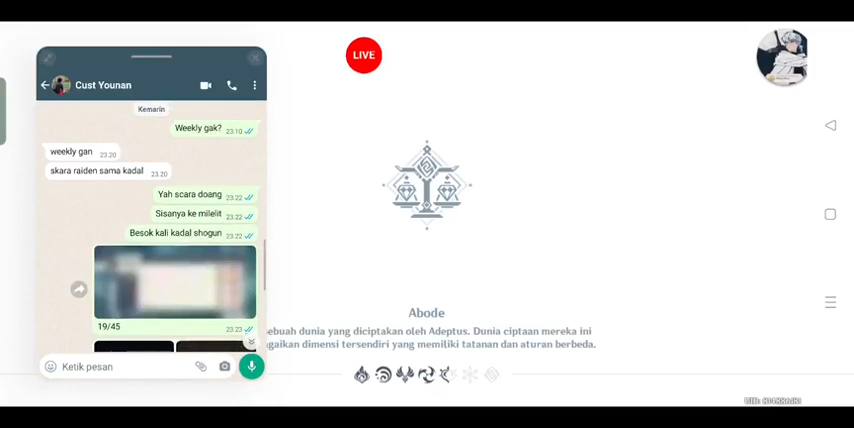 LIVE
Cust Younan
Kemarin
Weekly gak? 23.10
weekly gan 23.20
skara raiden sama kadal 23.20
Yah scara doang 23.22
Sisanya ke milelit 23.22
Besok kali kadal shogun 23.22
19/45 23.23
Ketik pesan
Abode
sebuah dunia yang diciptakan oleh Adeptus. Dunia ciptaan mereka ini
gaikan dimensi tersendiri yang memiliki tatanan dan aturan berbeda.